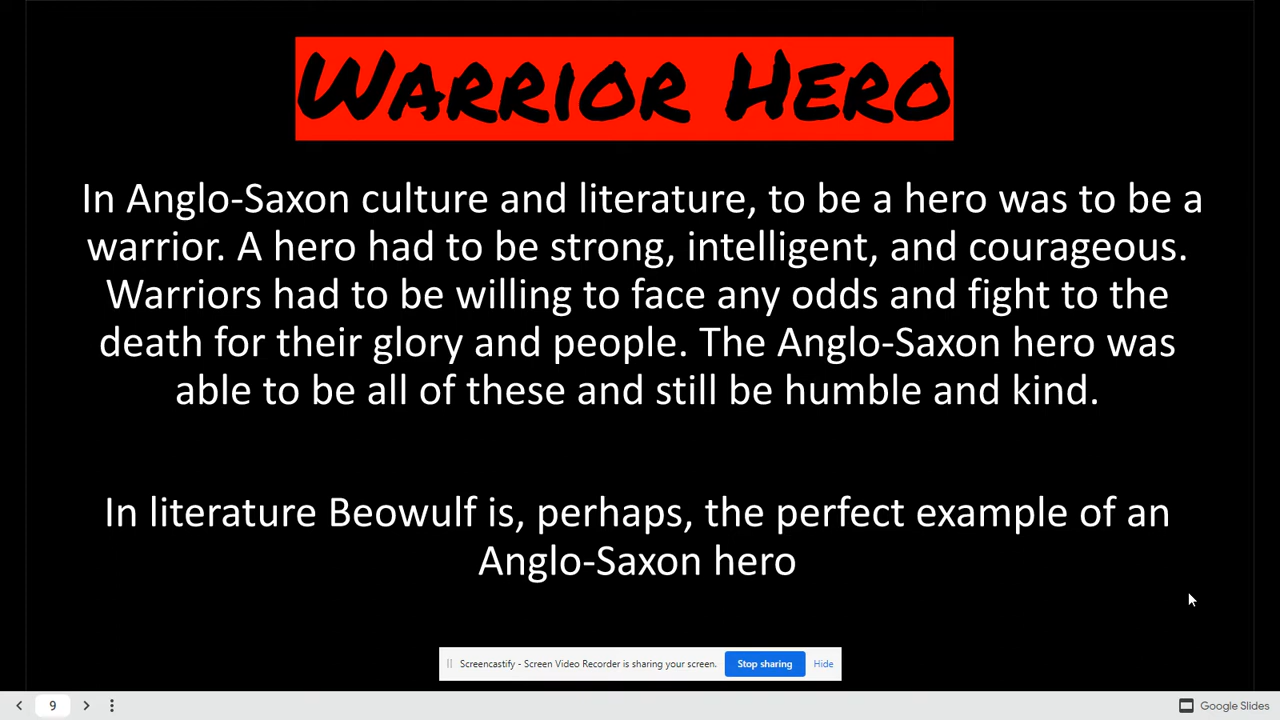 Warrior Hero
In Anglo-Saxon culture and literature, to be a hero was to be a
warrior. A hero had to be strong, intelligent, and courageous.
Warriors had to be willing to face any odds and fight to the
death for their glory and people. The Anglo-Saxon hero was
able to be all of these and still be humble and kind.
In literature Beowulf is, perhaps, the perfect example of an
Anglo-Saxon hero
Screencastify - Screen Video Recorder is sharing your screen. Stop sharing Hide
9 Google Slides